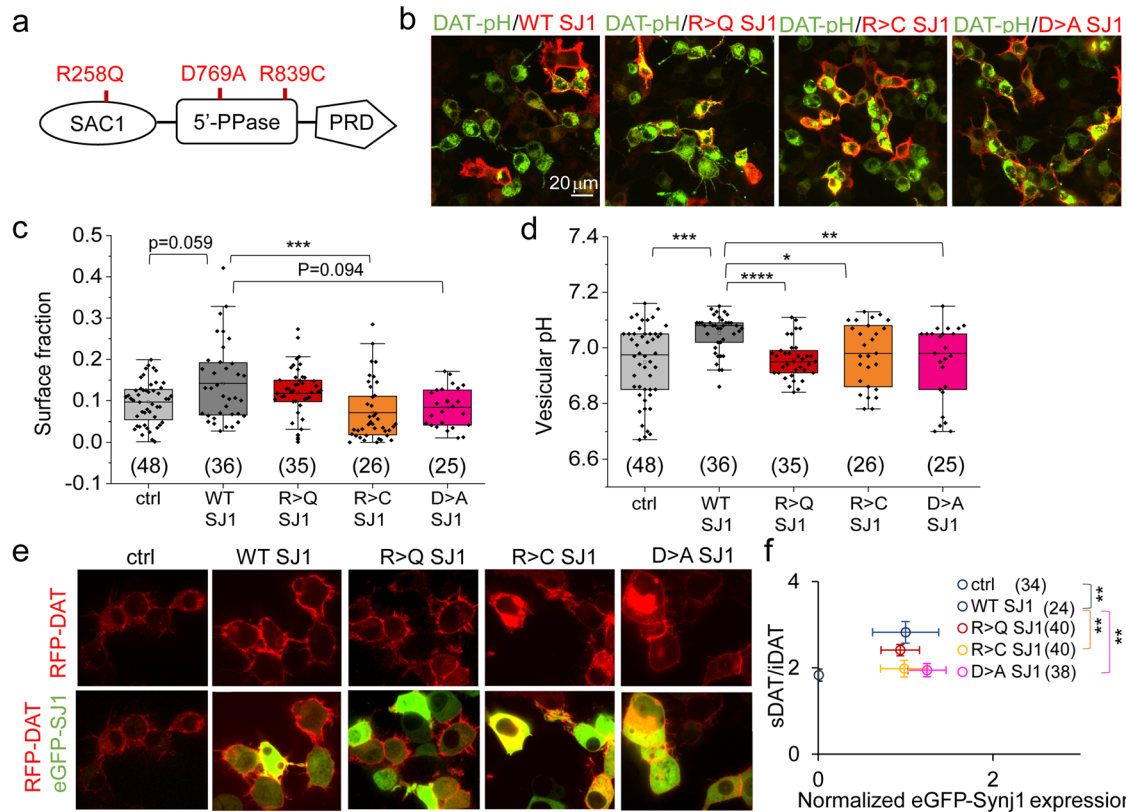 a
R258Q
D769A
R839C
SAC1
5'-PPase
PRD
b
DAT-pH/WT SJ1
DAT-pH/R>Q SJ1
DAT-pH/R>C SJ1
DAT-pH/D>A SJ1
20 μm
c
Surface fraction
0.5
0.4
0.3
0.2
0.1
0.0
-0.1
p=0.059
***
P=0.094
(48)
(36)
(35)
(26)
(25)
ctrl
WT
SJ1
R>Q
SJ1
R>C
SJ1
D>A
SJ1
d
Vesicular pH
7.4
7.2
7.0
6.8
6.6
***
****
*
**
(48)
(36)
(35)
(26)
(25)
ctrl
WT
SJ1
R>Q
SJ1
R>C
SJ1
D>A
SJ1
e
ctrl
WT SJ1
R>Q SJ1
R>C SJ1
D>A SJ1
RFP-DAT
RFP-DAT
eGFP-SJ1
f
sDAT/iDAT
4
2
0
0
2
Normalized eGFP-Synj1 expression
ctrl (34)
WT SJ1 (24)
R>Q SJ1(40)
R>C SJ1 (40)
D>A SJ1 (38)
**
**
**